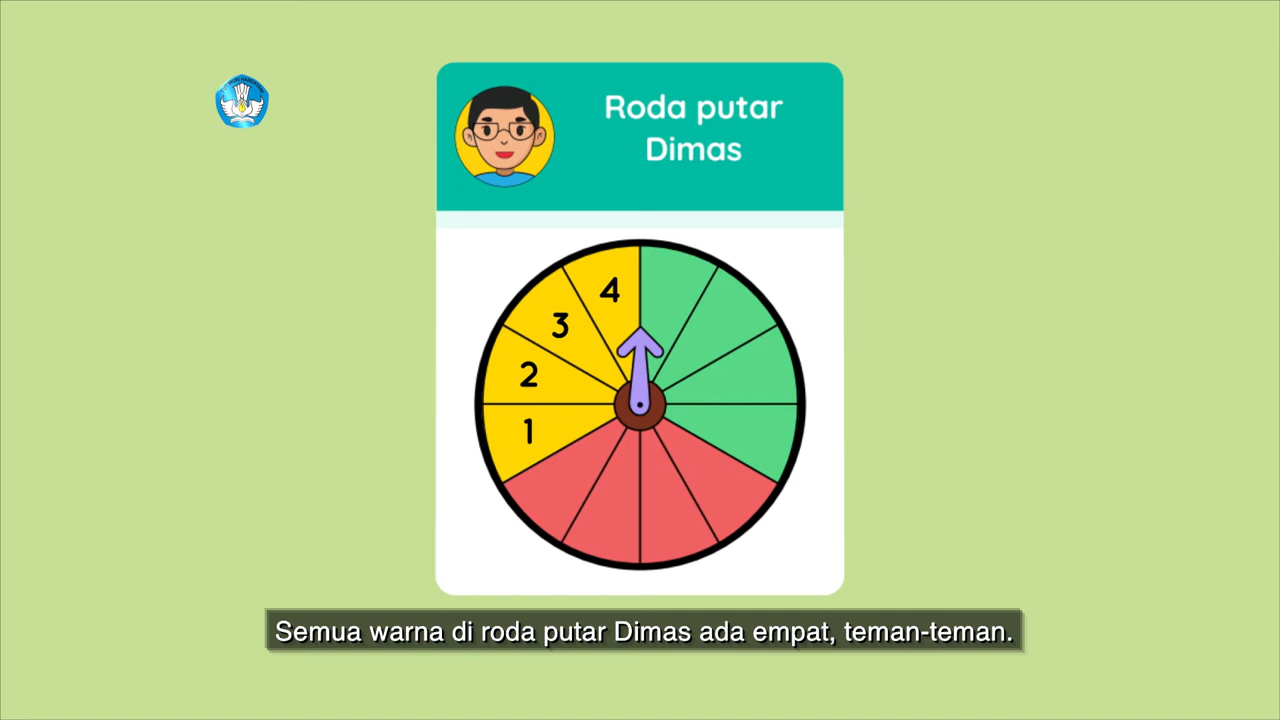 Roda putar
Dimas
4
3
2
1
Semua warna di roda putar Dimas ada empat, teman-teman.